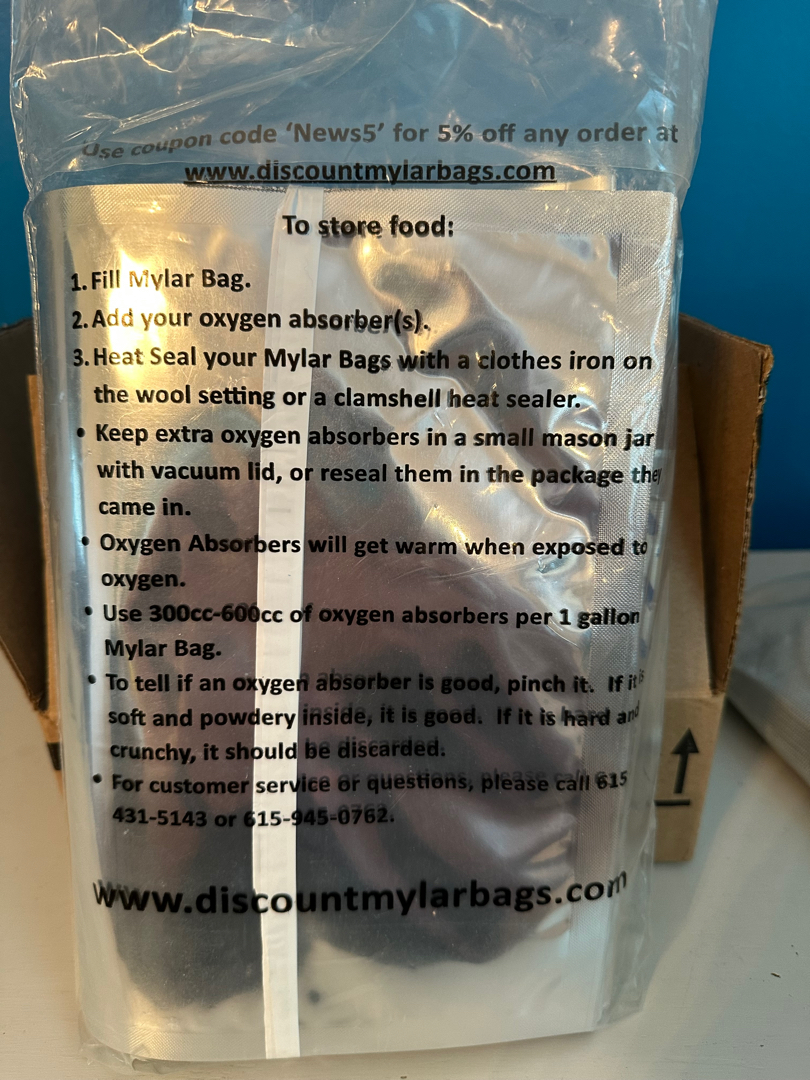 Use coupon code ‘News5’ for 5% off any order at
www.discountmylarbags.com
To store food:
1. Fill Mylar Bag.
2. Add your oxygen absorber(s).
3. Heat Seal your Mylar Bags with a clothes iron on
the wool setting or a clamshell heat sealer.
• Keep extra oxygen absorbers in a small mason jar
with vacuum lid, or reseal them in the package they
came in.
• Oxygen Absorbers will get warm when exposed to
oxygen.
• Use 300cc-600cc of oxygen absorbers per 1 gallon
Mylar Bag.
• To tell if an oxygen absorber is good, pinch it. If it is
soft and powdery inside, it is good. If it is hard and
crunchy, it should be discarded.
• For customer service or questions, please call 615
431-5143 or 615-945-0762.
www.discountmylarbags.com